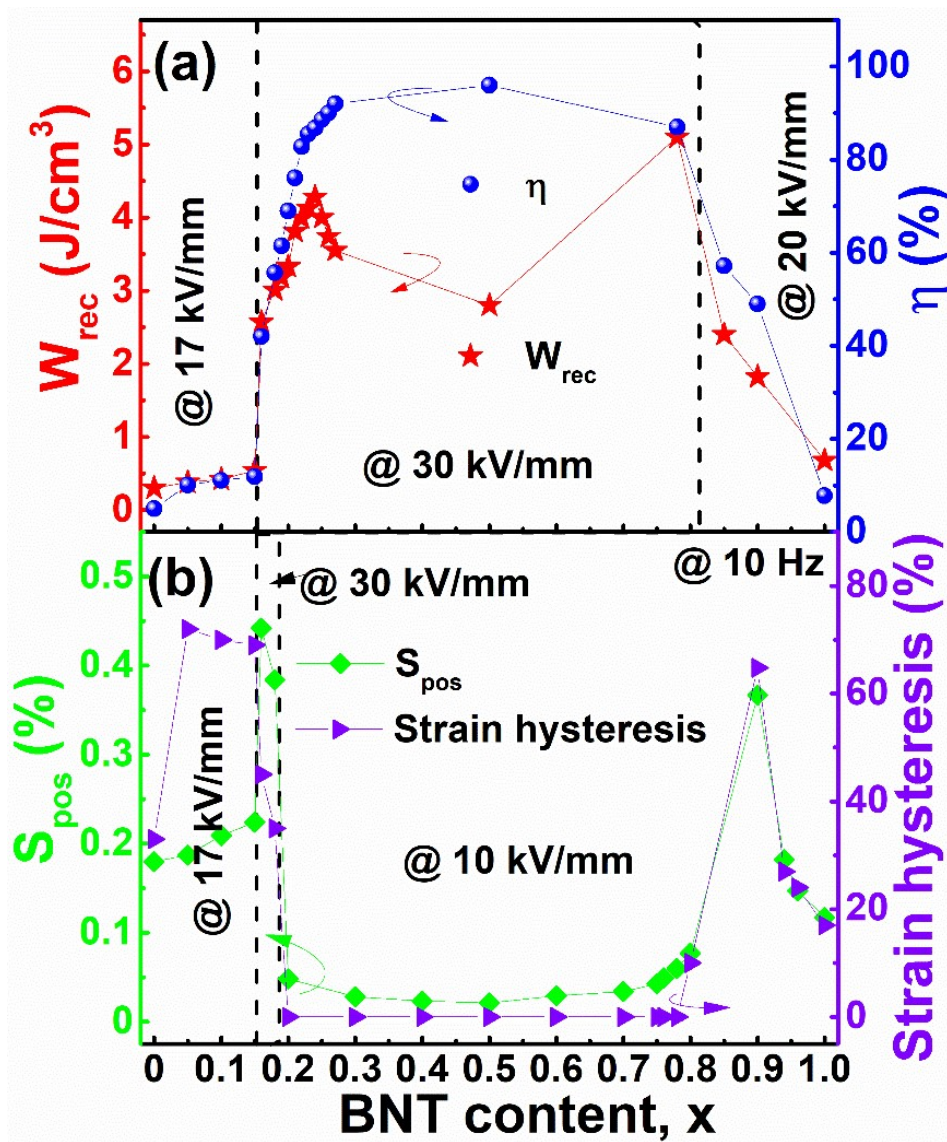 (a)
W_rec (J/cm³)
0
1
2
3
4
5
6
@ 17 kV/mm
@ 30 kV/mm
@ 20 kV/mm
η
W_rec
0
20
40
60
80
100
η (%)
(b)
S_pos (%)
0
0.1
0.2
0.3
0.4
0.5
@ 17 kV/mm
@ 30 kV/mm
@ 10 Hz
S_pos
Strain hysteresis
@ 10 kV/mm
0
20
40
60
80
Strain hysteresis (%)
0 0.1 0.2 0.3 0.4 0.5 0.6 0.7 0.8 0.9 1.0
BNT content, x